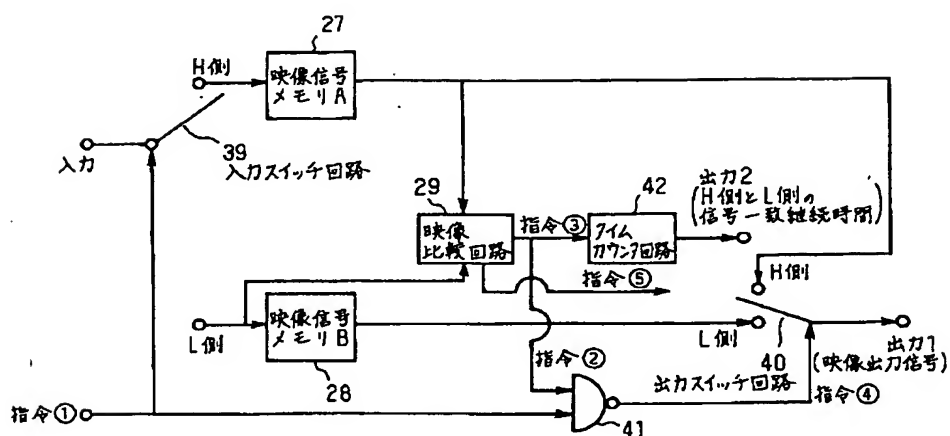 27
H側
映像信号
メモリA
入力
39
入力スイッチ回路
29
映像
比較回路
指令③
42
タイム
カウンタ回路
出力2
(H側とL側の
信号一致継続時間)
指令⑤
H側
L側
映像信号
メモリB
28
L側
40
出力1
(映像出力信号)
指令②
出力スイッチ回路
指令④
指令①
41